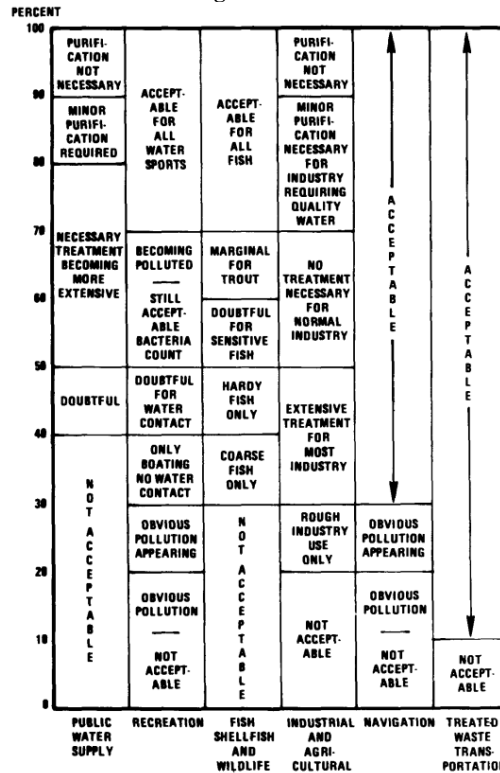 PERCENT
100
90
80
70
60
50
40
30
20
10
0
PURIFI-
CATION
NOT
NECESSARY
MINOR
PURIFI-
CATION
REQUIRED
NECESSARY
TREATMENT
BECOMING
MORE
EXTENSIVE
DOUBTFUL
NOT ACCEPTABLE
PUBLIC
WATER
SUPPLY
ACCEPT-
ABLE
FOR
ALL
WATER
SPORTS
BECOMING
POLLUTED
—
STILL
ACCEPT-
ABLE
BACTERIA
COUNT
DOUBTFUL
FOR
WATER
CONTACT
ONLY
BOATING
NO WATER
CONTACT
OBVIOUS
POLLUTION
APPEARING
OBVIOUS
POLLUTION
—
NOT
ACCEPT-
ABLE
RECREATION
ACCEPT-
ABLE
FOR
ALL
FISH
MARGINAL
FOR
TROUT
DOUBTFUL
FOR
SENSITIVE
FISH
HARDY
FISH
ONLY
COARSE
FISH
ONLY
NOT ACCEPTABLE
FISH
SHELLFISH
AND
WILDLIFE
PURIFI-
CATION
NOT
NECESSARY
MINOR
PURIFI-
CATION
NECESSARY
FOR
INDUSTRY
REQUIRING
QUALITY
WATER
NO
TREATMENT
NECESSARY
FOR
NORMAL
INDUSTRY
EXTENSIVE
TREATMENT
FOR
MOST
INDUSTRY
ROUGH
INDUSTRY
USE
ONLY
NOT
ACCEPT-
ABLE
INDUSTRIAL
AND
AGRI-
CULTURAL
ACCEPTABLE
OBVIOUS
POLLUTION
APPEARING
OBVIOUS
POLLUTION
—
NOT
ACCEPT-
ABLE
NAVIGATION
ACCEPTABLE
NOT
ACCEPT-
ABLE
TREATED
WASTE
TRANS-
PORTATION